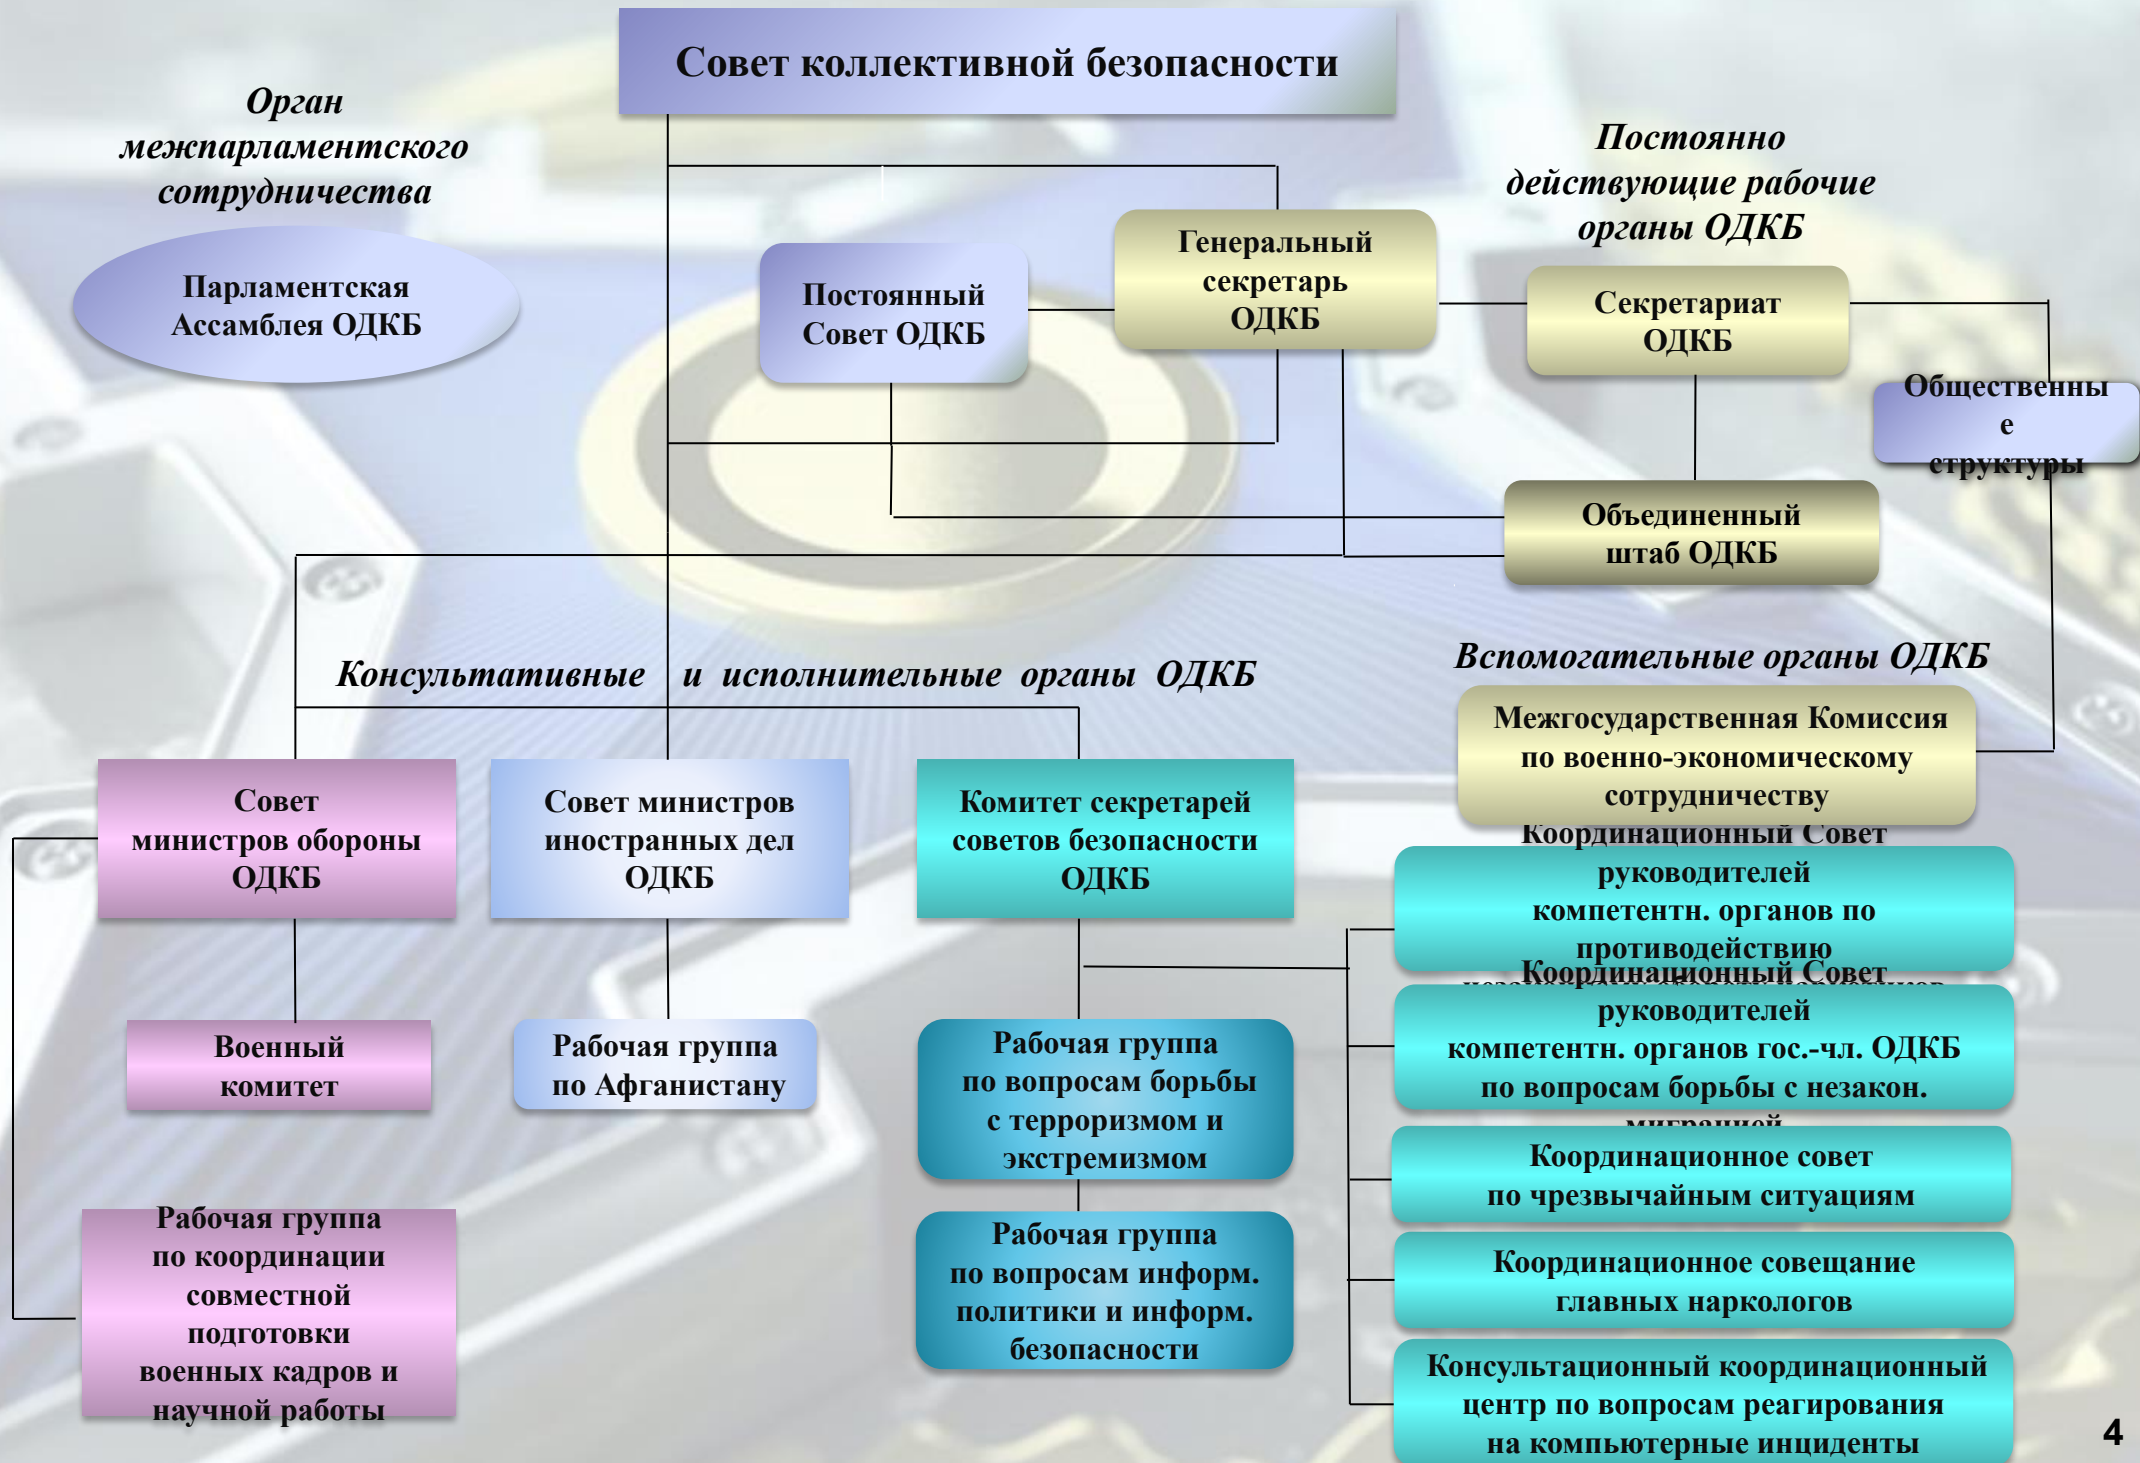 Совет коллективной безопасности
Орган
межпарламентского
сотрудничества
Парламентская
Ассамблея ОДКБ
Постоянный
Совет ОДКБ
Генеральный
секретарь
ОДКБ
Постоянно
действующие рабочие
органы ОДКБ
Секретариат
ОДКБ
Общественны
е
структуры
Объединенный
штаб ОДКБ
Консультативные и исполнительные органы ОДКБ
Совет
министров обороны
ОДКБ
Совет министров
иностранных дел
ОДКБ
Комитет секретарей
советов безопасности
ОДКБ
Военный
комитет
Рабочая группа
по Афганистану
Рабочая группа
по вопросам борьбы
с терроризмом и
экстремизмом
Рабочая группа
по координации
совместной
подготовки
военных кадров и
научной работы
Рабочая группа
по вопросам информ.
политики и информ.
безопасности
Вспомогательные органы ОДКБ
Межгосударственная Комиссия
по военно-экономическому
сотрудничеству
Координационный Совет
руководителей
компетентн. органов по
противодействию
Координационный Совет
руководителей
компетентн. органов гос.-чл. ОДКБ
по вопросам борьбы с незакон.
миграцией
Координационное совет
по чрезвычайным ситуациям
Координационное совещание
главных наркологов
Консультационный координационный
центр по вопросам реагирования
на компьютерные инциденты
4